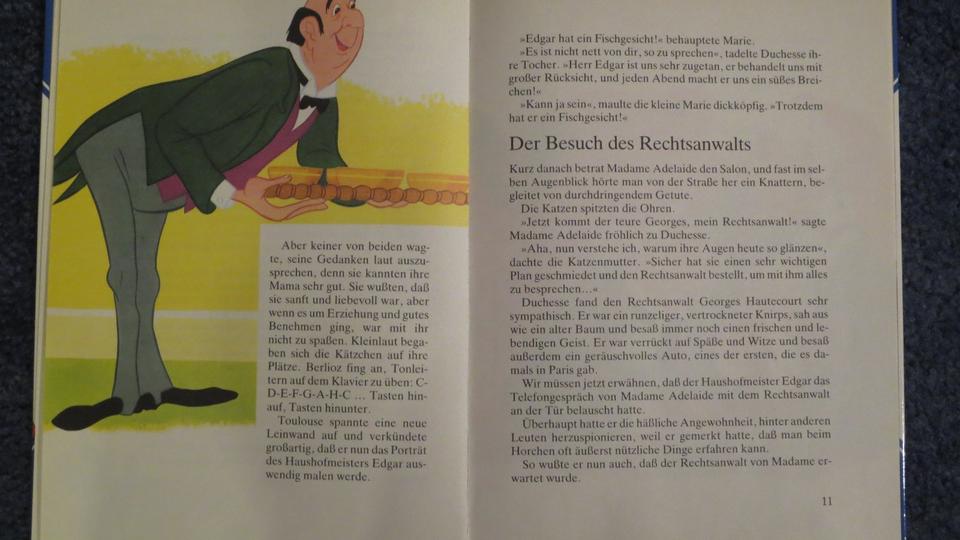 Aber keiner von beiden wag-
te, seine Gedanken laut auszu-
sprechen, denn sie kannten ihre
Mama sehr gut. Sie wußten, daß
sie sanft und liebevoll war, aber
wenn es um Erziehung und gutes
Benehmen ging, war mit ihr
nicht zu spaßen. Kleinlaut bega-
ben sich die Kätzchen auf ihre
Plätze. Berlioz fing an, Tonlei-
tern auf dem Klavier zu üben: C-
D-E-F-G-A-H-C ... Tasten hin-
auf, Tasten hinunter.
Toulouse spannte eine neue
Leinwand auf und verkündete
großartig, daß er nun das Porträt
des Haushofmeisters Edgar aus-
wendig malen werde.
»Edgar hat ein Fischgesicht!« behauptete Marie.
»Es ist nicht nett von dir, so zu sprechen«, tadelte Duchesse ih-
re Tocher. »Herr Edgar ist uns sehr zugetan, er behandelt uns mit
großer Rücksicht, und jeden Abend macht er uns ein süßes Brei-
chen!«
»Kann ja sein«, maulte die kleine Marie dickköpfig. »Trotzdem
hat er ein Fischgesicht!«
Der Besuch des Rechtsanwalts
Kurz danach betrat Madame Adelaide den Salon, und fast im sel-
ben Augenblick hörte man von der Straße her ein Knattern, be-
gleitet von durchdringendem Getute.
Die Katzen spitzten die Ohren.
»Jetzt kommt der teure Georges, mein Rechtsanwalt!« sagte
Madame Adelaide fröhlich zu Duchesse.
»Aha, nun verstehe ich, warum ihre Augen heute so glänzen«,
dachte die Katzenmutter. »Sicher hat sie einen sehr wichtigen
Plan geschmiedet und den Rechtsanwalt bestellt, um mit ihm alles
zu besprechen...«
Duchesse fand den Rechtsanwalt Georges Hautecourt sehr
sympathisch. Er war ein runzeliger, vertrockneter Knirps, sah aus
wie ein alter Baum und besaß immer noch einen frischen und le-
bendigen Geist. Er war verrückt auf Späße und Witze und besaß
außerdem ein geräuschvolles Auto, eines der ersten, die es da-
mals in Paris gab.
Wir müssen jetzt erwähnen, daß der Haushofmeister Edgar das
Telefongespräch von Madame Adelaide mit dem Rechtsanwalt
an der Tür belauscht hatte.
Überhaupt hatte er die häßliche Angewohnheit, hinter anderen
Leuten herzuspionieren, weil er gemerkt hatte, daß man beim
Horchen oft äußerst nützliche Dinge erfahren kann.
So wußte er nun auch, daß der Rechtsanwalt von Madame er-
wartet wurde.
11